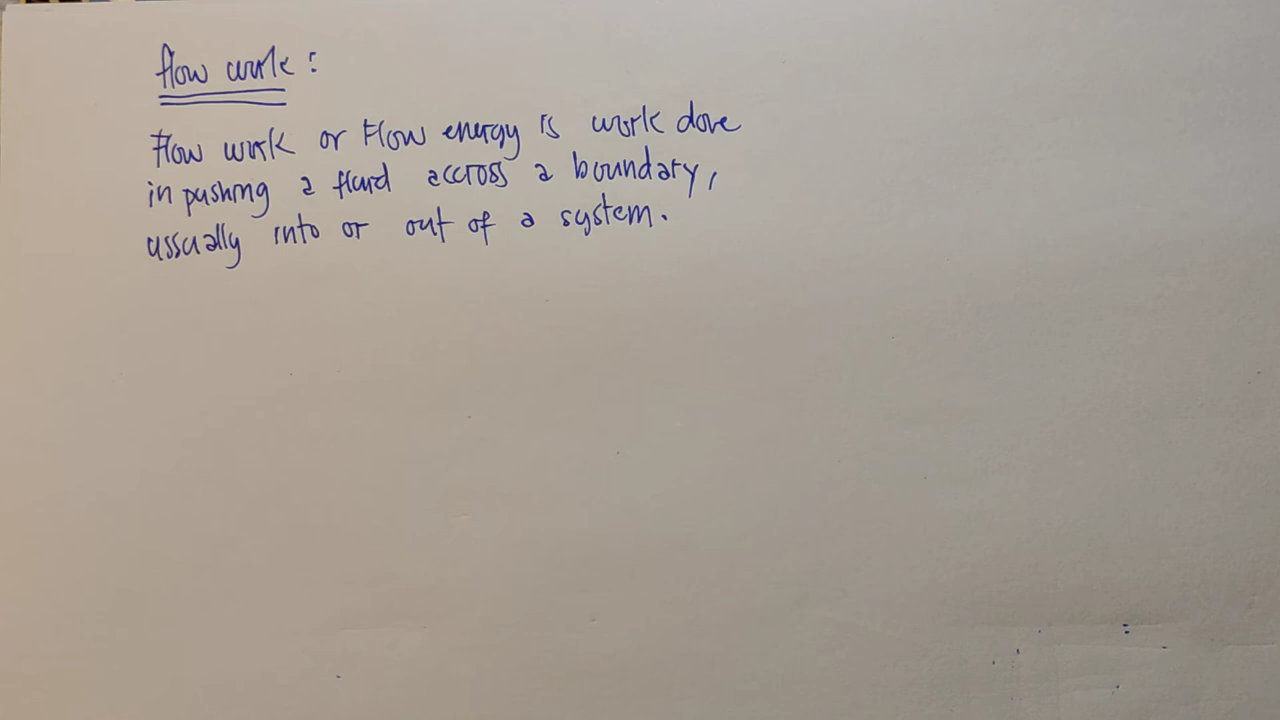 flow work :
Flow work or Flow energy is work done
in pushing a fluid accross a boundary,
ussually into or out of a system.